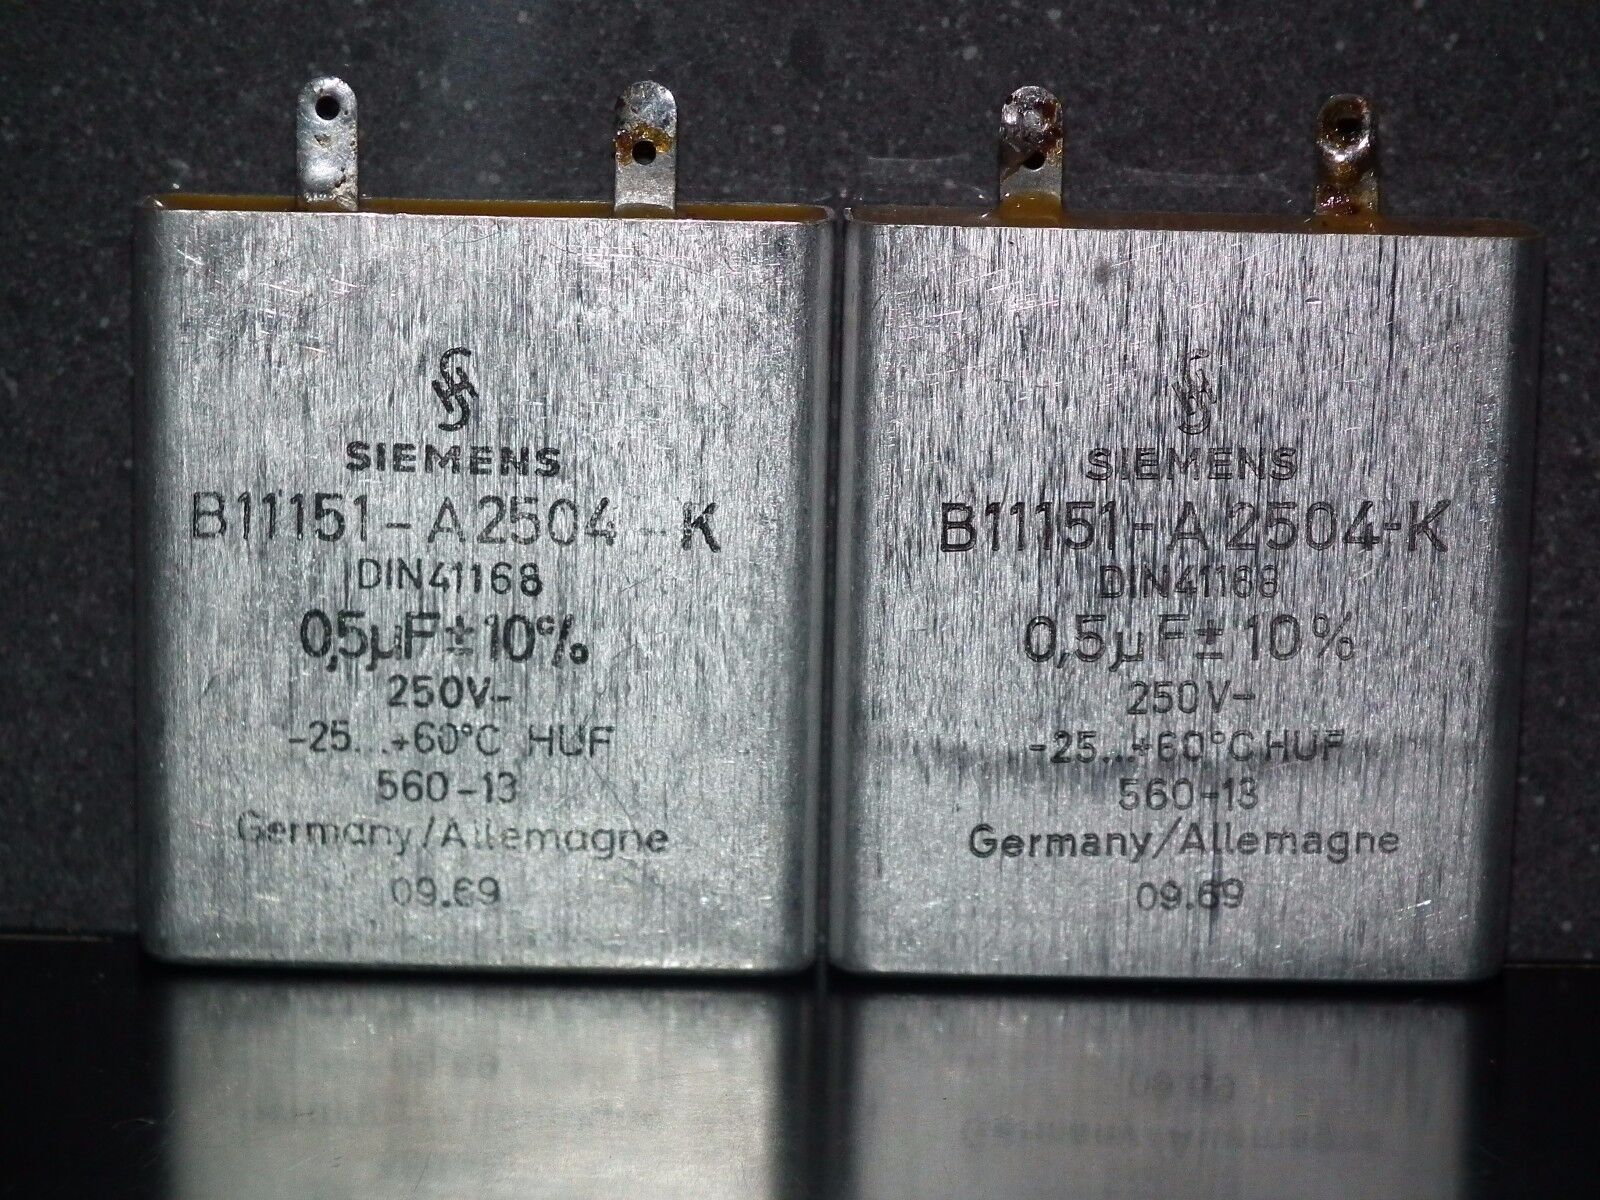 SIEMENS
B11151-A2504-K
DIN41168
0,5µF±10%
250V-
-25...+60°C HUF
560-13
Germany/Allemagne
09.69
SIEMENS
B11151-A2504-K
DIN41168
0,5µF±10%
250V-
-25...+60°C HUF
560-13
Germany/Allemagne
09.69